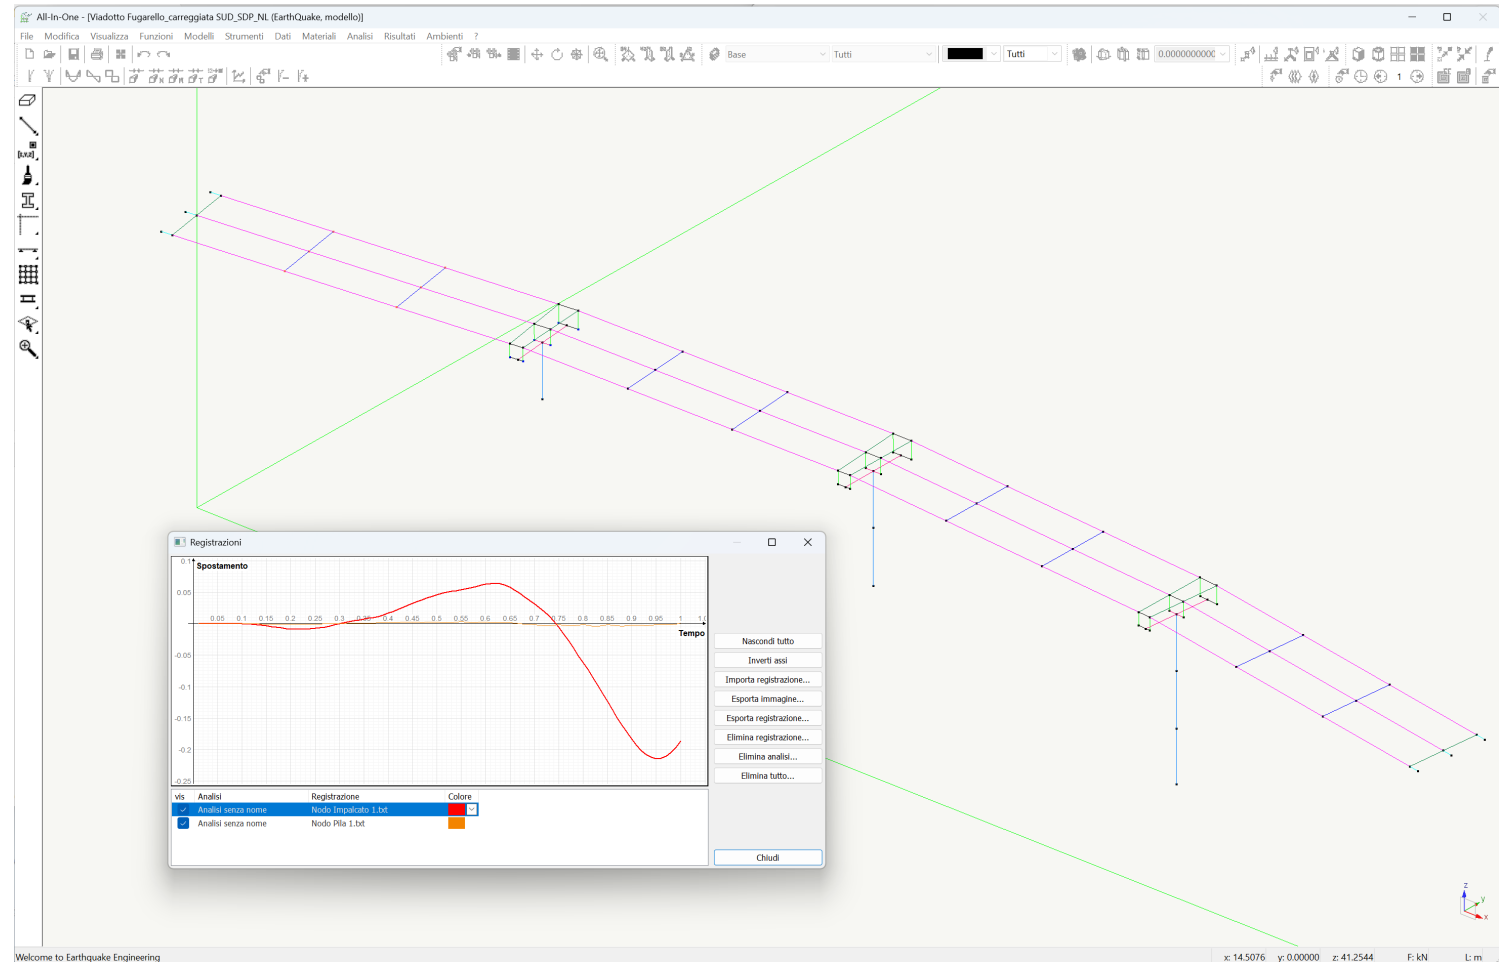 All-In-One - [Viadotto Fugarello_carreggiata SUD_SDP_NL (EarthQuake, modello)]
File Modifica Visualizza Funzioni Modelli Strumenti Dati Materiali Analisi Risultati Ambienti ?
Base Tutti Tutti 0.0000000000
1
Registrazioni
0.1
Spostamento
0.05
0.05 0.1 0.15 0.2 0.25 0.3 0.35 0.4 0.45 0.5 0.55 0.6 0.65 0.7 0.75 0.8 0.85 0.9 0.95 1
Tempo
-0.05
-0.1
-0.15
-0.2
-0.25
Nascondi tutto
Inverti assi
Importa registrazione...
Esporta immagine...
Esporta registrazione...
Elimina registrazione...
Elimina analisi...
Elimina tutto...
vis Analisi Registrazione Colore
Analisi senza nome Nodo Impalcato 1.txt
Analisi senza nome Nodo Pila 1.txt
Chiudi
z
y
x
Welcome to Earthquake Engineering x: 14.5076 y: 0.00000 z: 41.2544 F: kN L: m